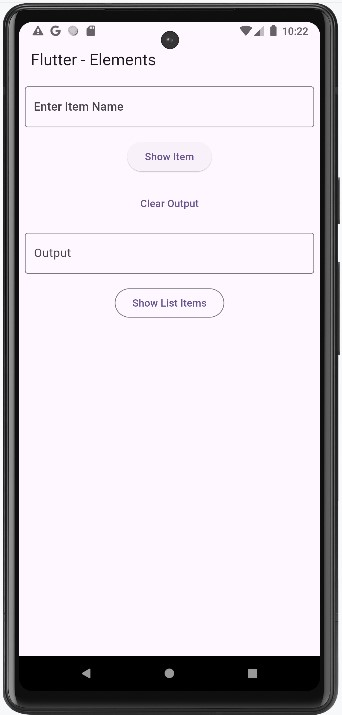 10:22
Flutter - Elements
Enter Item Name
Show Item
Clear Output
Output
Show List Items